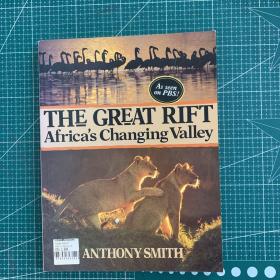 As seen
on PBS!
THE GREAT RIFT
Africa's Changing Valley
ANTHONY SMITH